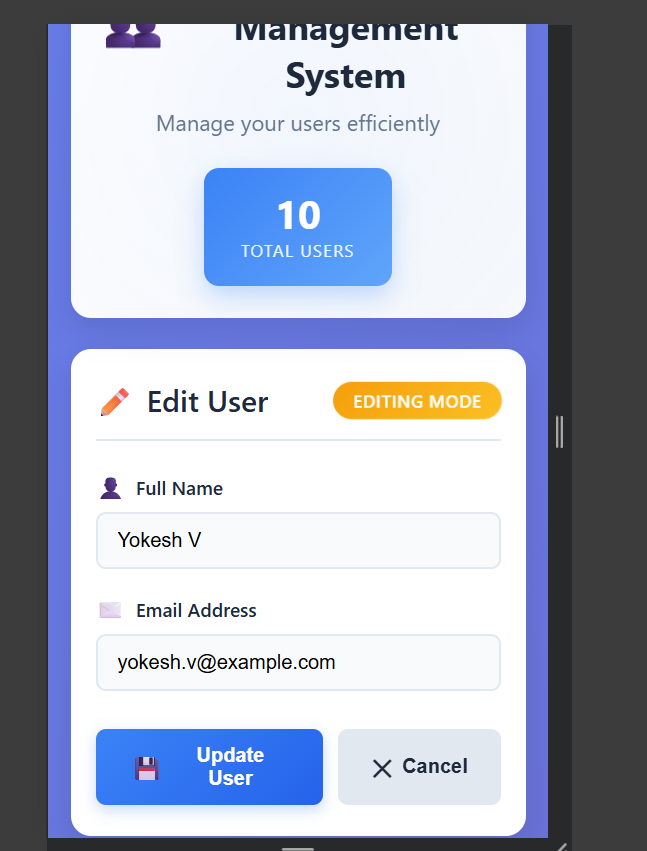 Management
System
Manage your users efficiently
10
TOTAL USERS
Edit User
EDITING MODE
Full Name
Yokesh V
Email Address
yokesh.v@example.com
Update
User
Cancel